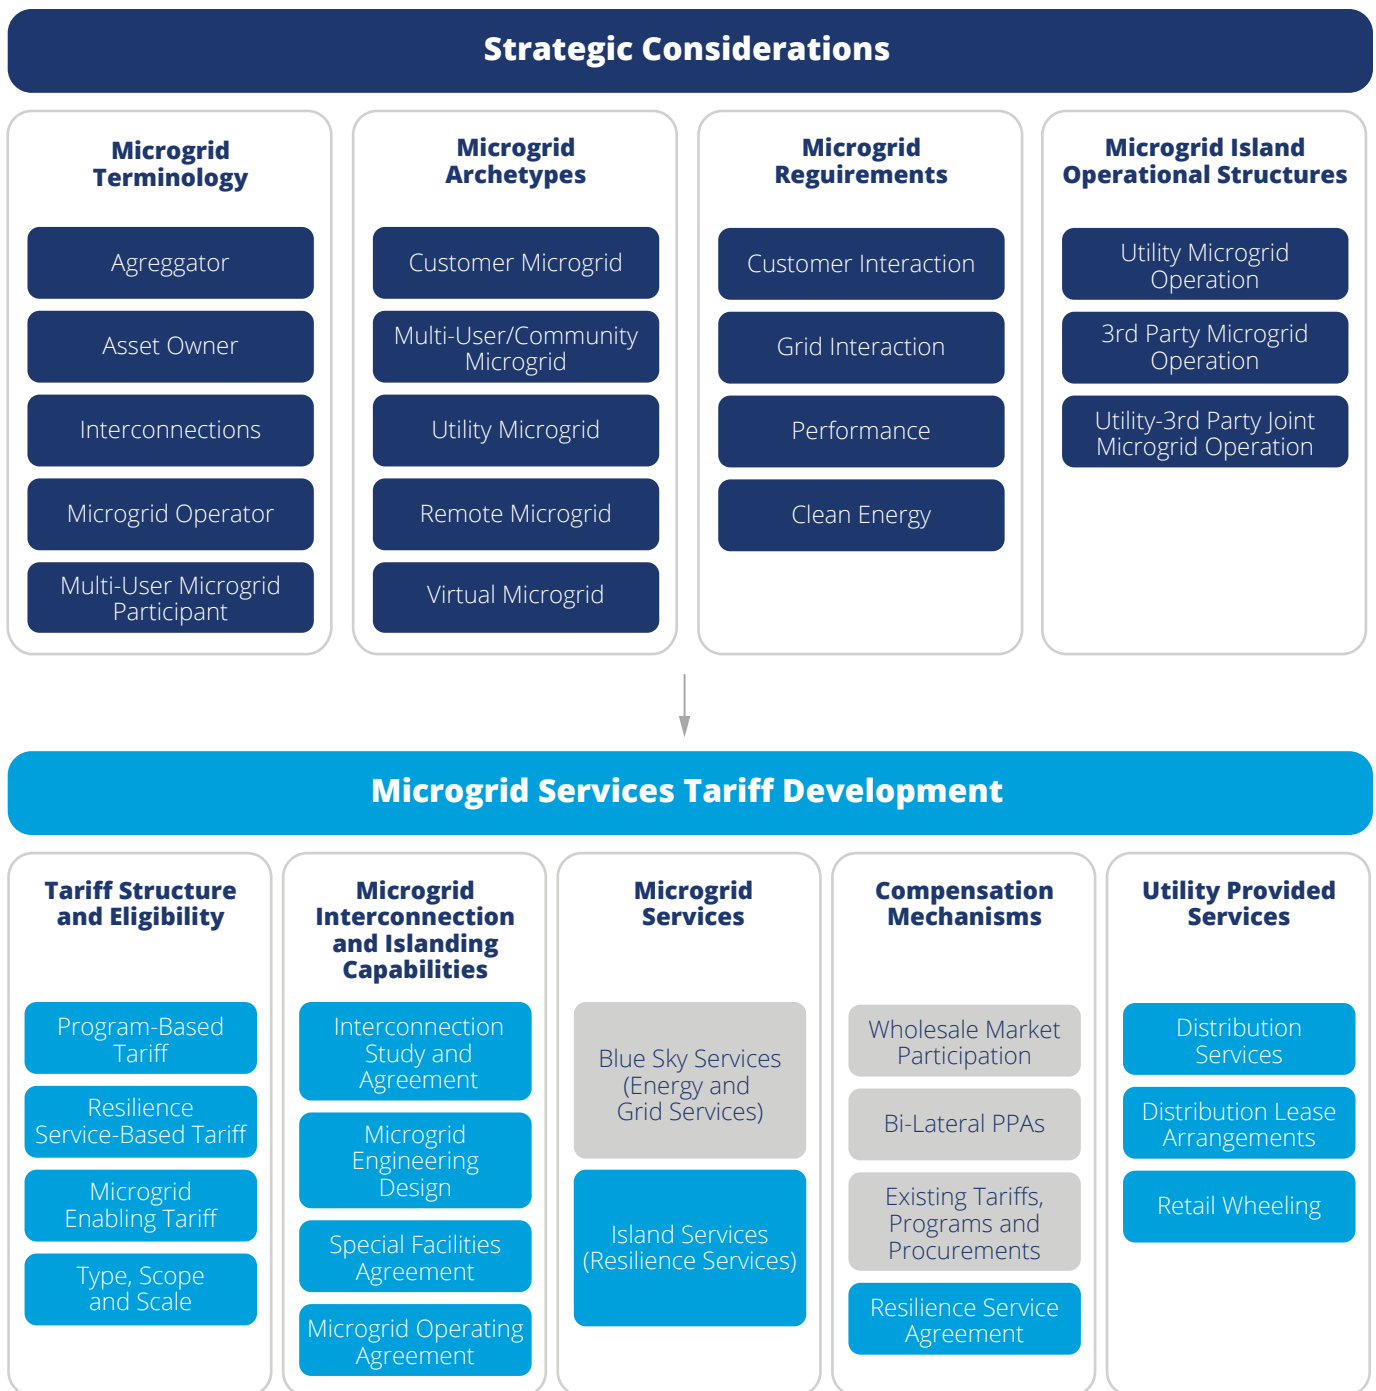 Strategic Considerations
Microgrid
Terminology
Agreggator
Asset Owner
Interconnections
Microgrid Operator
Multi-User Microgrid
Participant
Microgrid
Archetypes
Customer Microgrid
Multi-User/Community
Microgrid
Utility Microgrid
Remote Microgrid
Virtual Microgrid
Microgrid
Reguirements
Customer Interaction
Grid Interaction
Performance
Clean Energy
Microgrid Island
Operational Structures
Utility Microgrid
Operation
3rd Party Microgrid
Operation
Utility-3rd Party Joint
Microgrid Operation
Microgrid Services Tariff Development
Tariff Structure
and Eligibility
Program-Based
Tariff
Resilience
Service-Based Tariff
Microgrid
Enabling Tariff
Type, Scope
and Scale
Microgrid
Interconnection
and Islanding
Capabilities
Interconnection
Study and
Agreement
Microgrid
Engineering
Design
Special Facilities
Agreement
Microgrid Operating
Agreement
Microgrid
Services
Blue Sky Services
(Energy and
Grid Services)
Island Services
(Resilience Services)
Compensation
Mechanisms
Wholesale Market
Participation
Bi-Lateral PPAs
Existing Tariffs,
Programs and
Procurements
Resilience Service
Agreement
Utility Provided
Services
Distribution
Services
Distribution Lease
Arrangements
Retail Wheeling